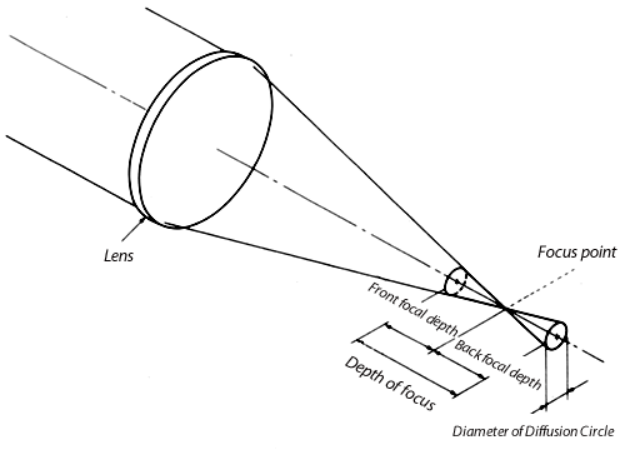 Lens
Focus point
Front focal depth
Back focal depth
Depth of focus
Diameter of Diffusion Circle